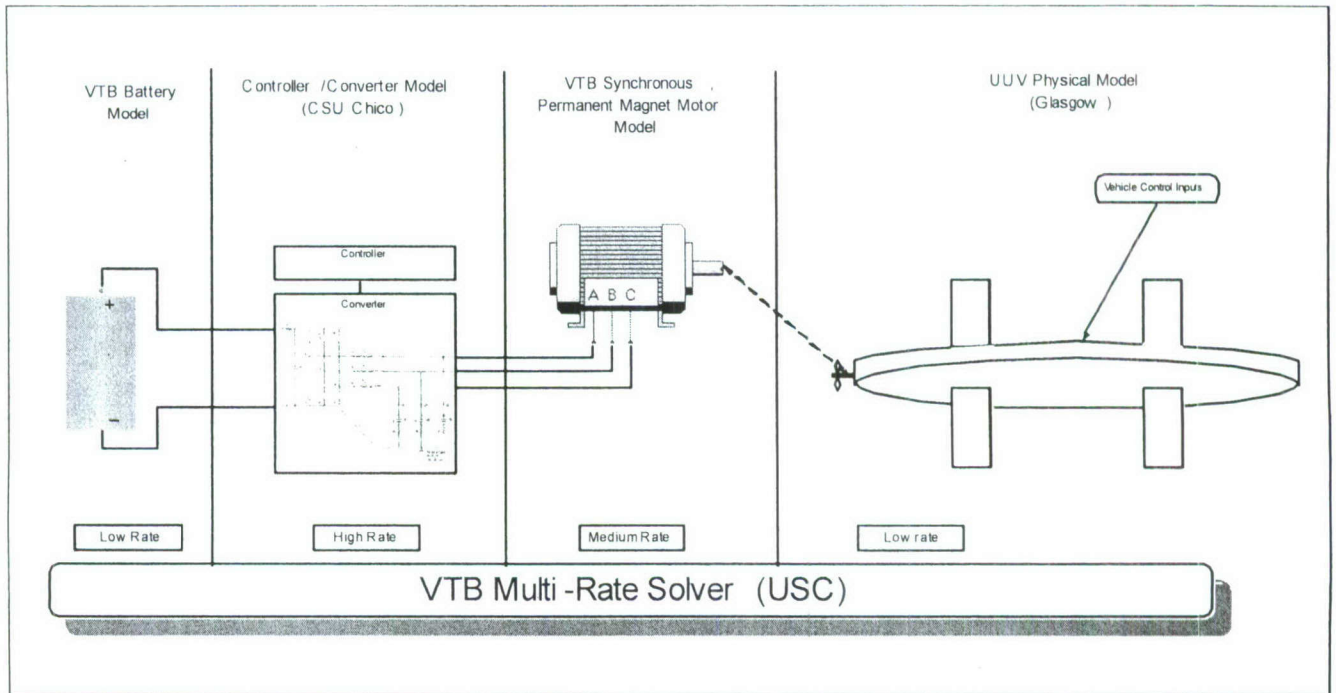 VTB Battery
Model
Controller /Converter Model
(CSU Chico )
VTB Synchronous ,
Permanent Magnet Motor
Model
UUV Physical Model
(Glasgow )
Vehicle Control Inputs
Controller
Converter
A B C
+
−
Low Rate
High Rate
Medium Rate
Low rate
VTB Multi -Rate Solver (USC)